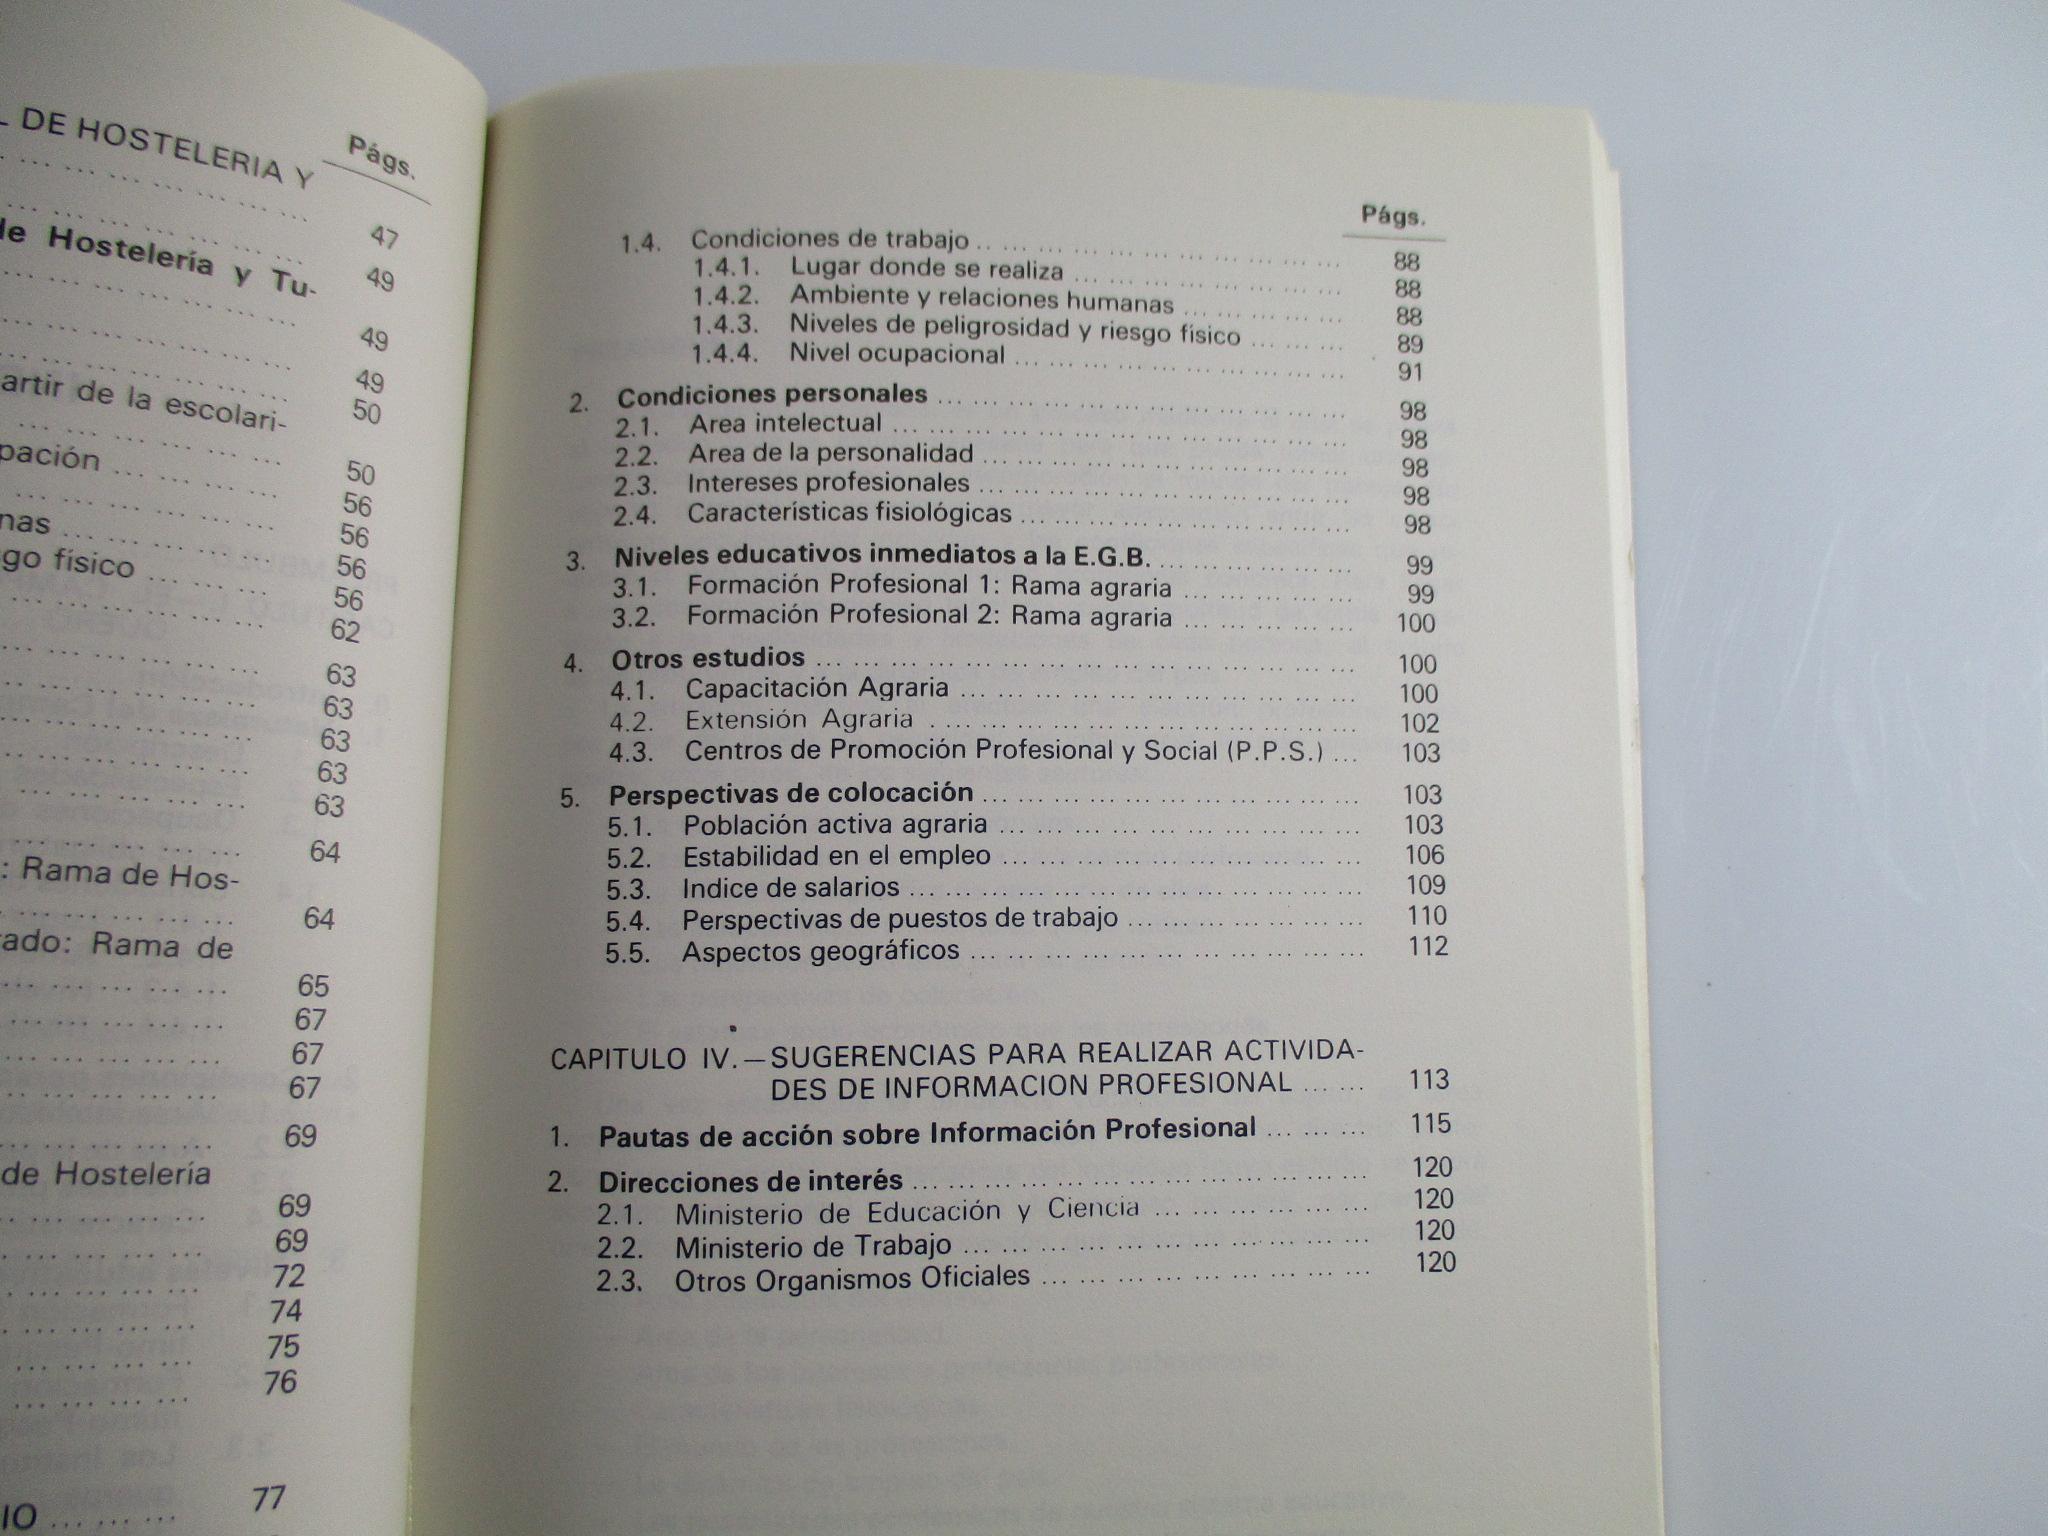 DE HOSTELERIA Y
Págs.
47
49
de Hostelería y Tu-
49
49
artir de la escolari-
50
pación
50
56
nas
56
sgo físico
56
56
62
63
63
63
63
63
64
: Rama de Hos-
64
rado: Rama de
65
67
67
67
69
de Hostelería
69
69
72
74
75
76
77
IO
Págs.
1.4. Condiciones de trabajo 88
1.4.1. Lugar donde se realiza 88
1.4.2. Ambiente y relaciones humanas 88
1.4.3. Niveles de peligrosidad y riesgo físico 89
1.4.4. Nivel ocupacional 91
2. Condiciones personales 98
2.1. Area intelectual 98
2.2. Area de la personalidad 98
2.3. Intereses profesionales 98
2.4. Características fisiológicas 98
3. Niveles educativos inmediatos a la E.G.B. 99
3.1. Formación Profesional 1: Rama agraria 99
3.2. Formación Profesional 2: Rama agraria 100
4. Otros estudios 100
4.1. Capacitación Agraria 100
4.2. Extensión Agraria 102
4.3. Centros de Promoción Profesional y Social (P.P.S.) 103
5. Perspectivas de colocación 103
5.1. Población activa agraria 103
5.2. Estabilidad en el empleo 106
5.3. Indice de salarios 109
5.4. Perspectivas de puestos de trabajo 110
5.5. Aspectos geográficos 112
CAPITULO IV.—SUGERENCIAS PARA REALIZAR ACTIVIDA-
DES DE INFORMACION PROFESIONAL 113
1. Pautas de acción sobre Información Profesional 115
2. Direcciones de interés 120
2.1. Ministerio de Educación y Ciencia 120
2.2. Ministerio de Trabajo 120
2.3. Otros Organismos Oficiales 120